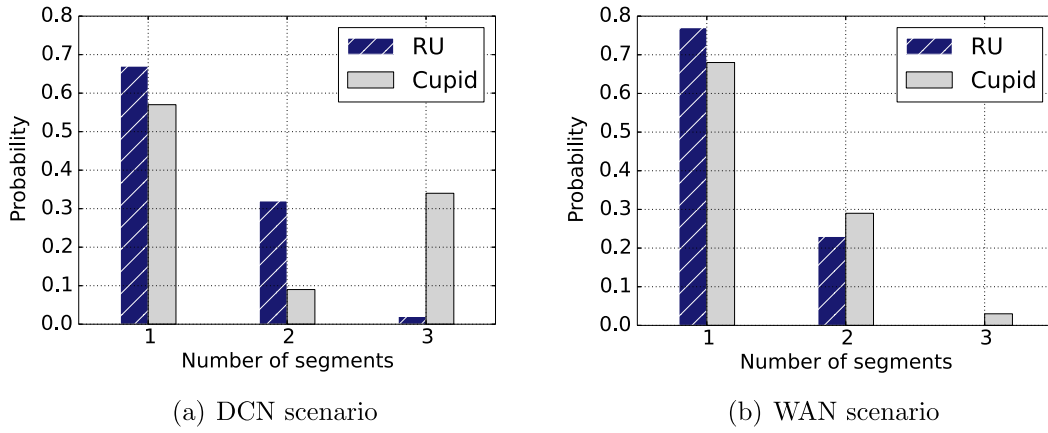 0.8
0.7
0.6
0.5
0.4
0.3
0.2
0.1
0.0
Probability
1 2 3
Number of segments
RU
Cupid
(a) DCN scenario
0.8
0.7
0.6
0.5
0.4
0.3
0.2
0.1
0.0
Probability
1 2 3
Number of segments
RU
Cupid
(b) WAN scenario